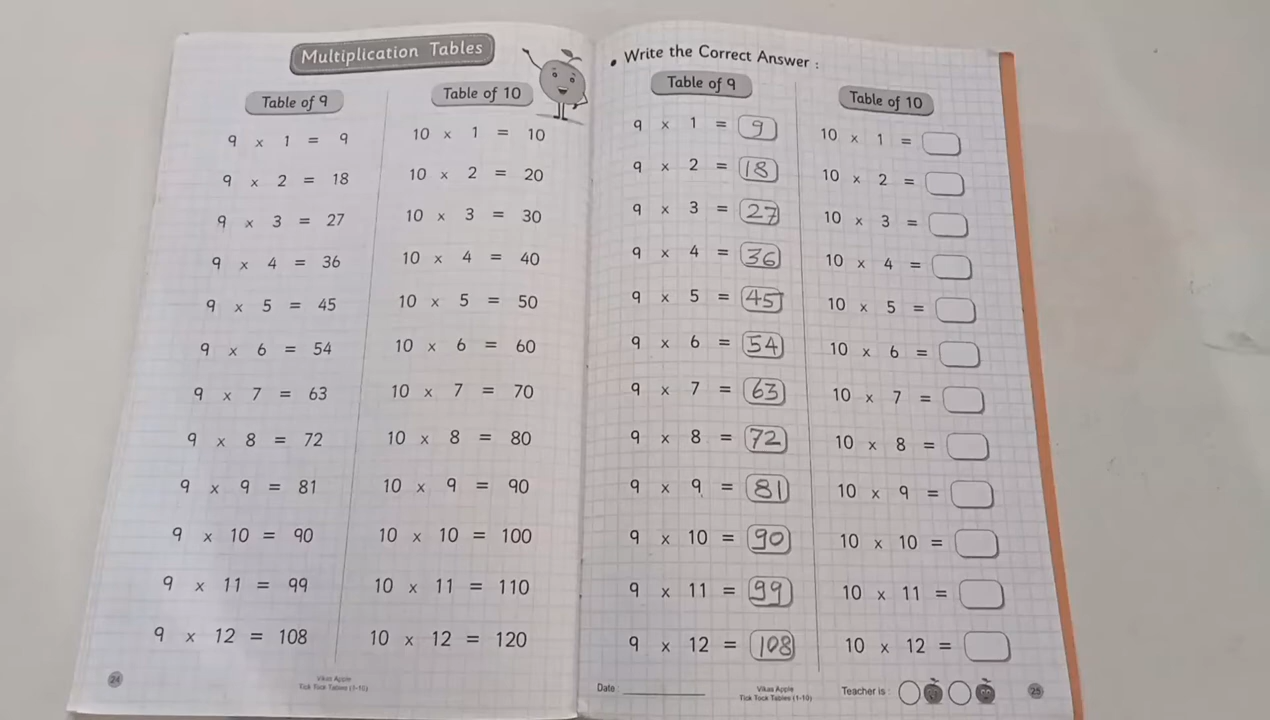 Multiplication Tables
Table of 9
9 x 1 = 9
9 x 2 = 18
9 x 3 = 27
9 x 4 = 36
9 x 5 = 45
9 x 6 = 54
9 x 7 = 63
9 x 8 = 72
9 x 9 = 81
9 x 10 = 90
9 x 11 = 99
9 x 12 = 108
Table of 10
10 x 1 = 10
10 x 2 = 20
10 x 3 = 30
10 x 4 = 40
10 x 5 = 50
10 x 6 = 60
10 x 7 = 70
10 x 8 = 80
10 x 9 = 90
10 x 10 = 100
10 x 11 = 110
10 x 12 = 120
24
Vikas Apple
Tick Tock Tables (1-10)
• Write the Correct Answer :
Table of 9
9 x 1 = 9
9 x 2 = 18
9 x 3 = 27
9 x 4 = 36
9 x 5 = 45
9 x 6 = 54
9 x 7 = 63
9 x 8 = 72
9 x 9 = 81
9 x 10 = 90
9 x 11 = 99
9 x 12 = 108
Table of 10
10 x 1 =
10 x 2 =
10 x 3 =
10 x 4 =
10 x 5 =
10 x 6 =
10 x 7 =
10 x 8 =
10 x 9 =
10 x 10 =
10 x 11 =
10 x 12 =
Date : ____________
Vikas Apple
Tick Tock Tables (1-10)
Teacher is :
25